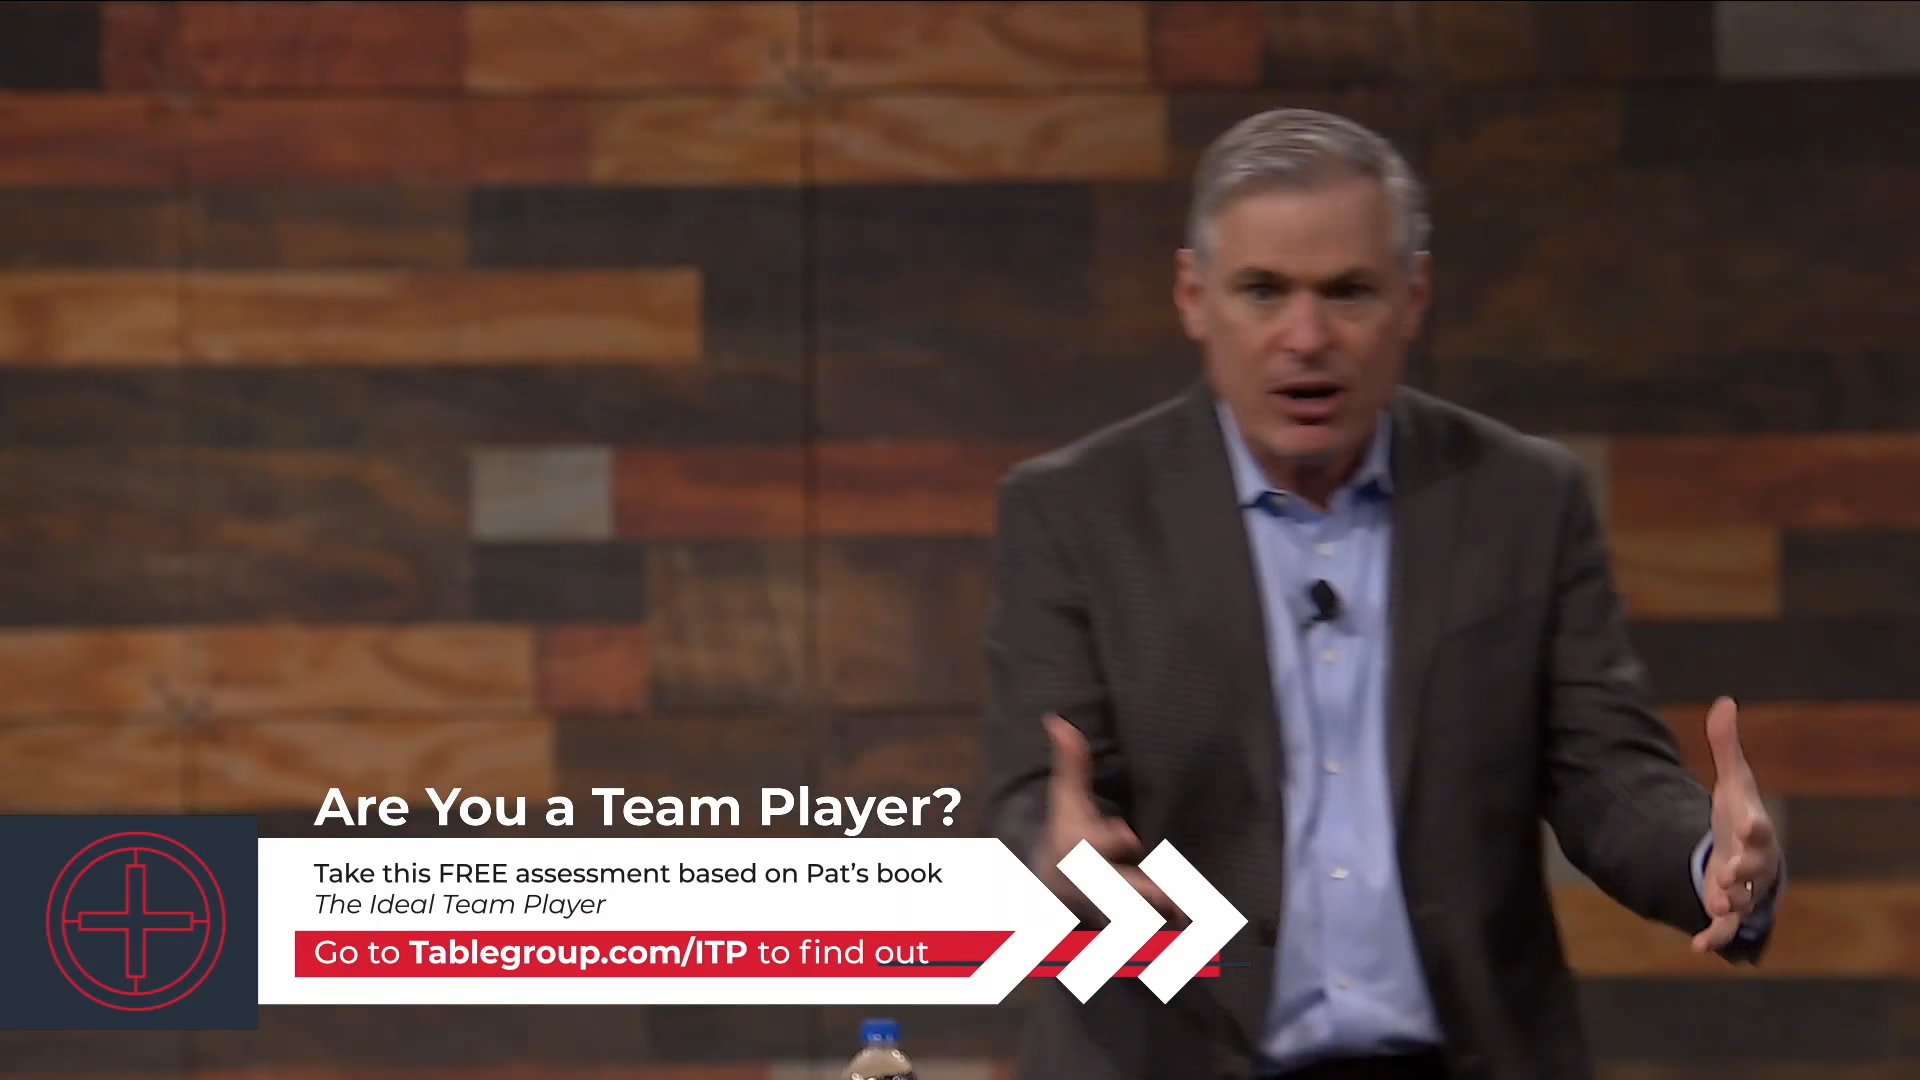 Are You a Team Player?
Take this FREE assessment based on Pat's book
The Ideal Team Player
Go to Tablegroup.com/ITP to find out